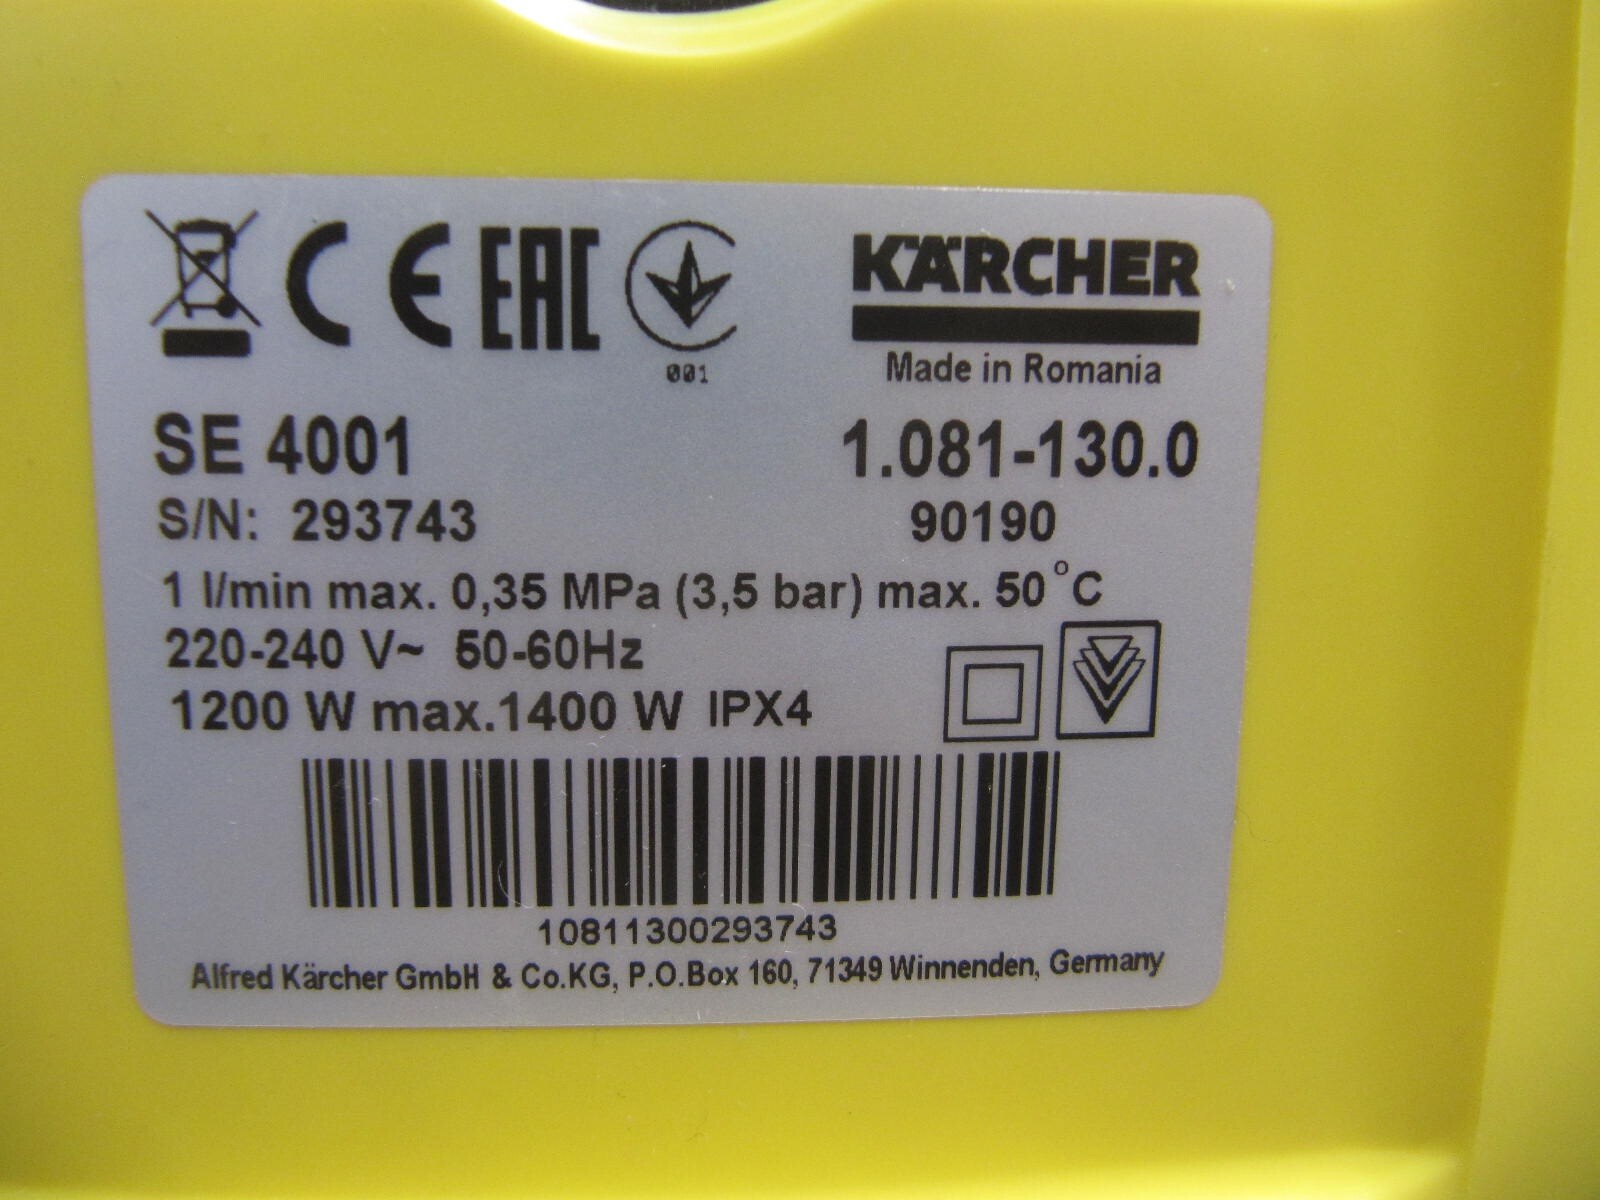 CE EAC
001
KÄRCHER
Made in Romania
SE 4001 1.081-130.0
S/N: 293743 90190
1 l/min max. 0,35 MPa (3,5 bar) max. 50°C
220-240 V~ 50-60Hz
1200 W max.1400 W IPX4
10811300293743
Alfred Kärcher GmbH & Co.KG, P.O.Box 160, 71349 Winnenden, Germany